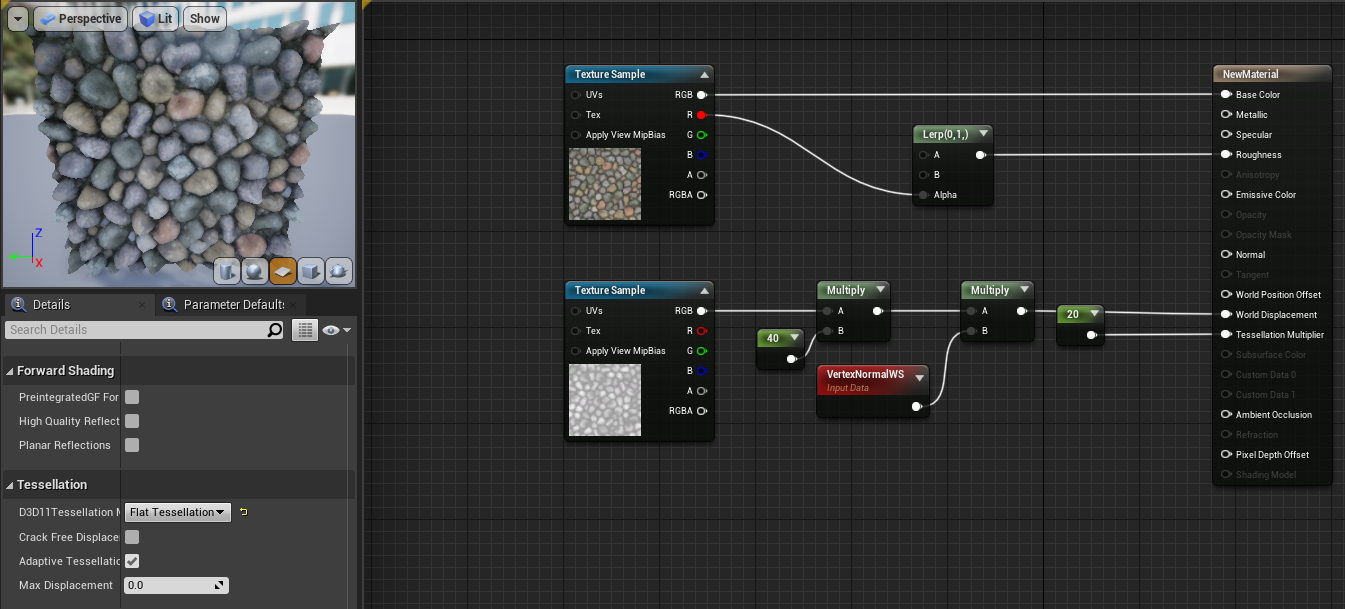 Perspective
Lit
Show
Z
X
Details
Parameter Defaults
Search Details
Forward Shading
PreintegratedGF For
High Quality Reflect
Planar Reflections
Tessellation
D3D11Tessellation M
Flat Tessellation
Crack Free Displace
Adaptive Tessellatio
Max Displacement
0.0
Texture Sample
UVs
RGB
Tex
R
Apply View MipBias
G
B
A
RGBA
Lerp(0,1,)
A
B
Alpha
Texture Sample
UVs
RGB
Tex
R
Apply View MipBias
G
B
A
RGBA
40
Multiply
A
B
VertexNormalWS
Input Data
Multiply
A
B
20
NewMaterial
Base Color
Metallic
Specular
Roughness
Anisotropy
Emissive Color
Opacity
Opacity Mask
Normal
Tangent
World Position Offset
World Displacement
Tessellation Multiplier
Subsurface Color
Custom Data 0
Custom Data 1
Ambient Occlusion
Refraction
Pixel Depth Offset
Shading Model